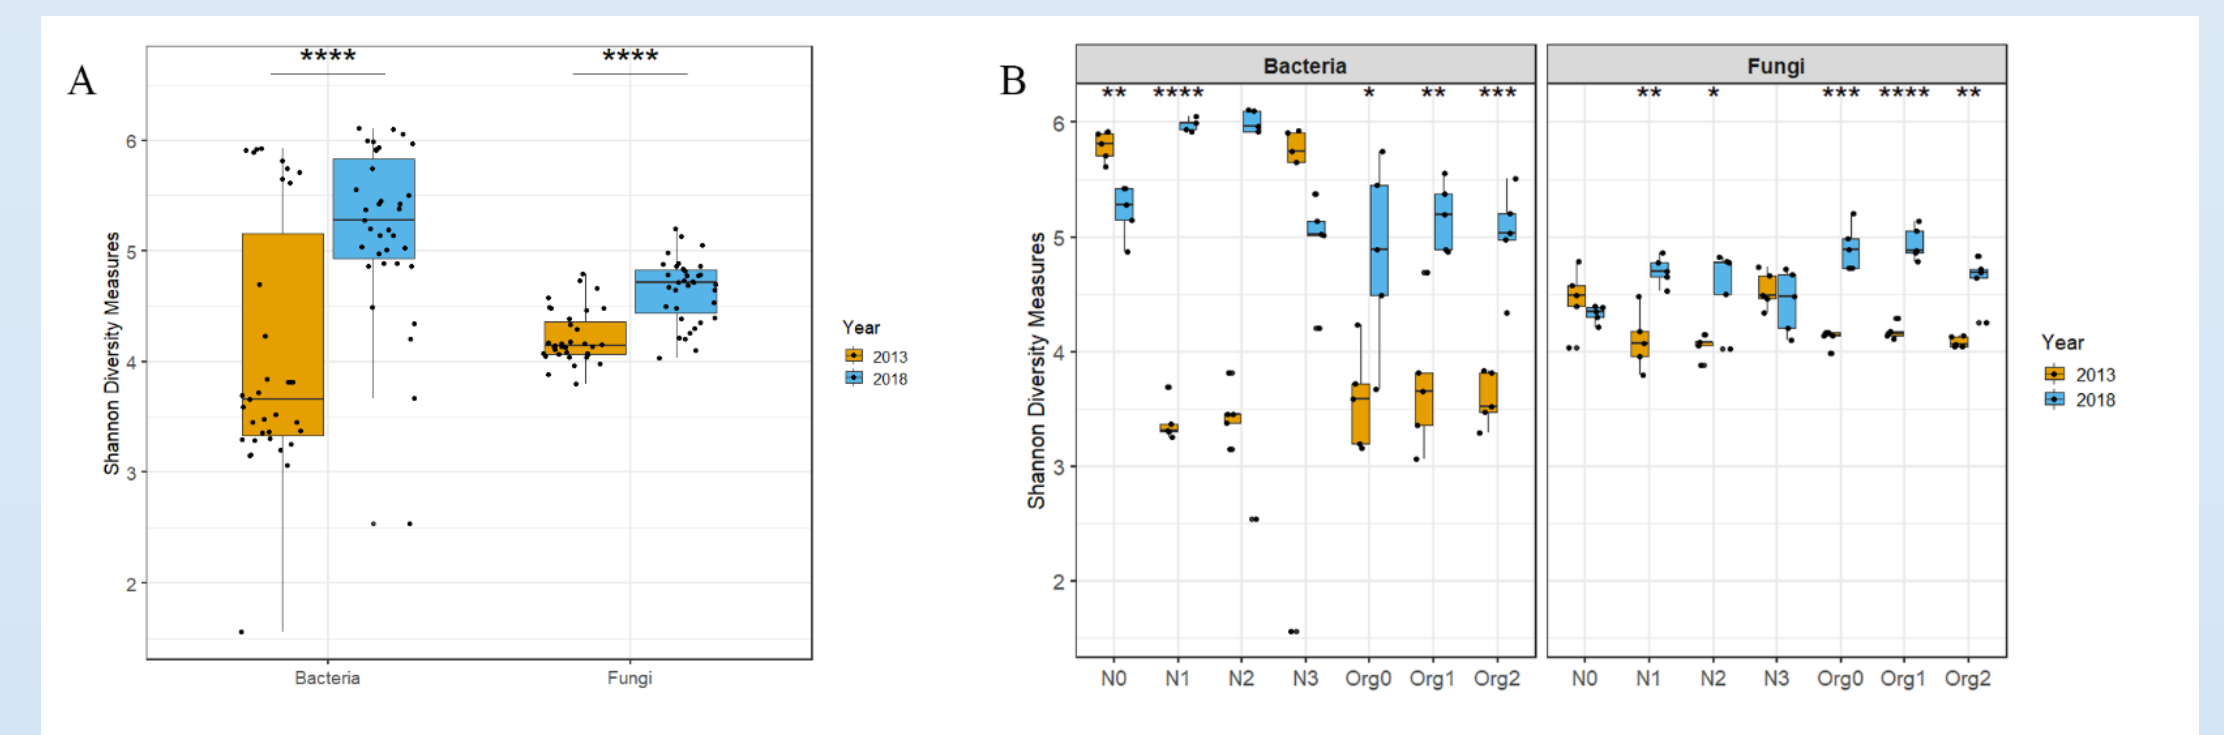 A
**** ****
Shannon Diversity Measures
6
5
4
3
2
Bacteria Fungi
Year
2013
2018
B
Bacteria Fungi
** **** * ** *** ** * *** **** **
Shannon Diversity Measures
6
5
4
3
2
N0 N1 N2 N3 Org0 Org1 Org2 N0 N1 N2 N3 Org0 Org1 Org2
Year
2013
2018